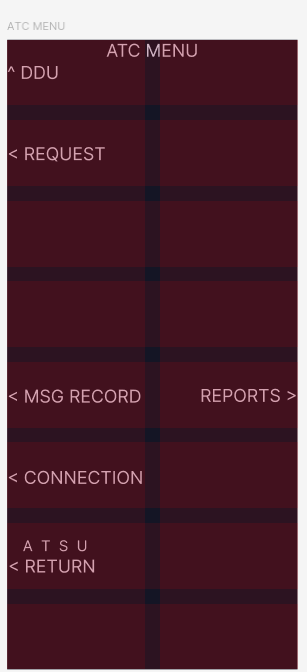 ATC MENU
ATC MENU
^ DDU
< REQUEST
< MSG RECORD REPORTS >
< CONNECTION
A T S U
< RETURN